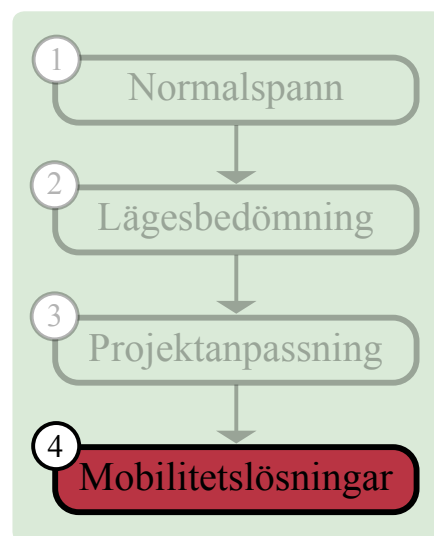 1
Normalspann
2
Lägesbedömning
3
Projektanpassning
4
Mobilitetslösningar